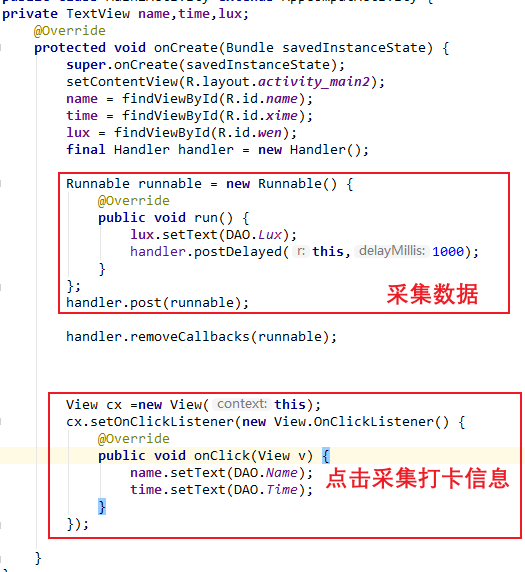 private TextView name,time,lux;
@Override
protected void onCreate(Bundle savedInstanceState) {
super.onCreate(savedInstanceState);
setContentView(R.layout.activity_main2);
name = findViewById(R.id.name);
time = findViewById(R.id.xime);
lux = findViewById(R.id.wen);
final Handler handler = new Handler();
Runnable runnable = new Runnable() {
@Override
public void run() {
lux.setText(DAO.Lux);
handler.postDelayed( r: this, delayMillis: 1000);
}
};
handler.post(runnable);
采集数据
handler.removeCallbacks(runnable);
View cx =new View( context: this);
cx.setOnClickListener(new View.OnClickListener() {
@Override
public void onClick(View v) {
name.setText(DAO.Name);
time.setText(DAO.Time);
点击采集打卡信息
}
});
}